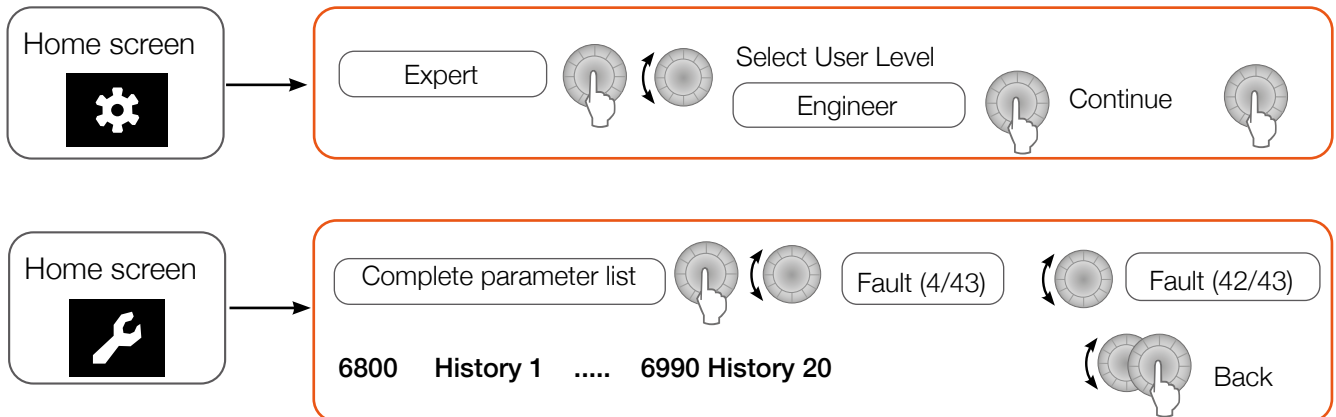 Home screen
Expert
Select User Level
Engineer
Continue
Home screen
Complete parameter list
Fault (4/43)
Fault (42/43)
6800 History 1 ..... 6990 History 20
Back